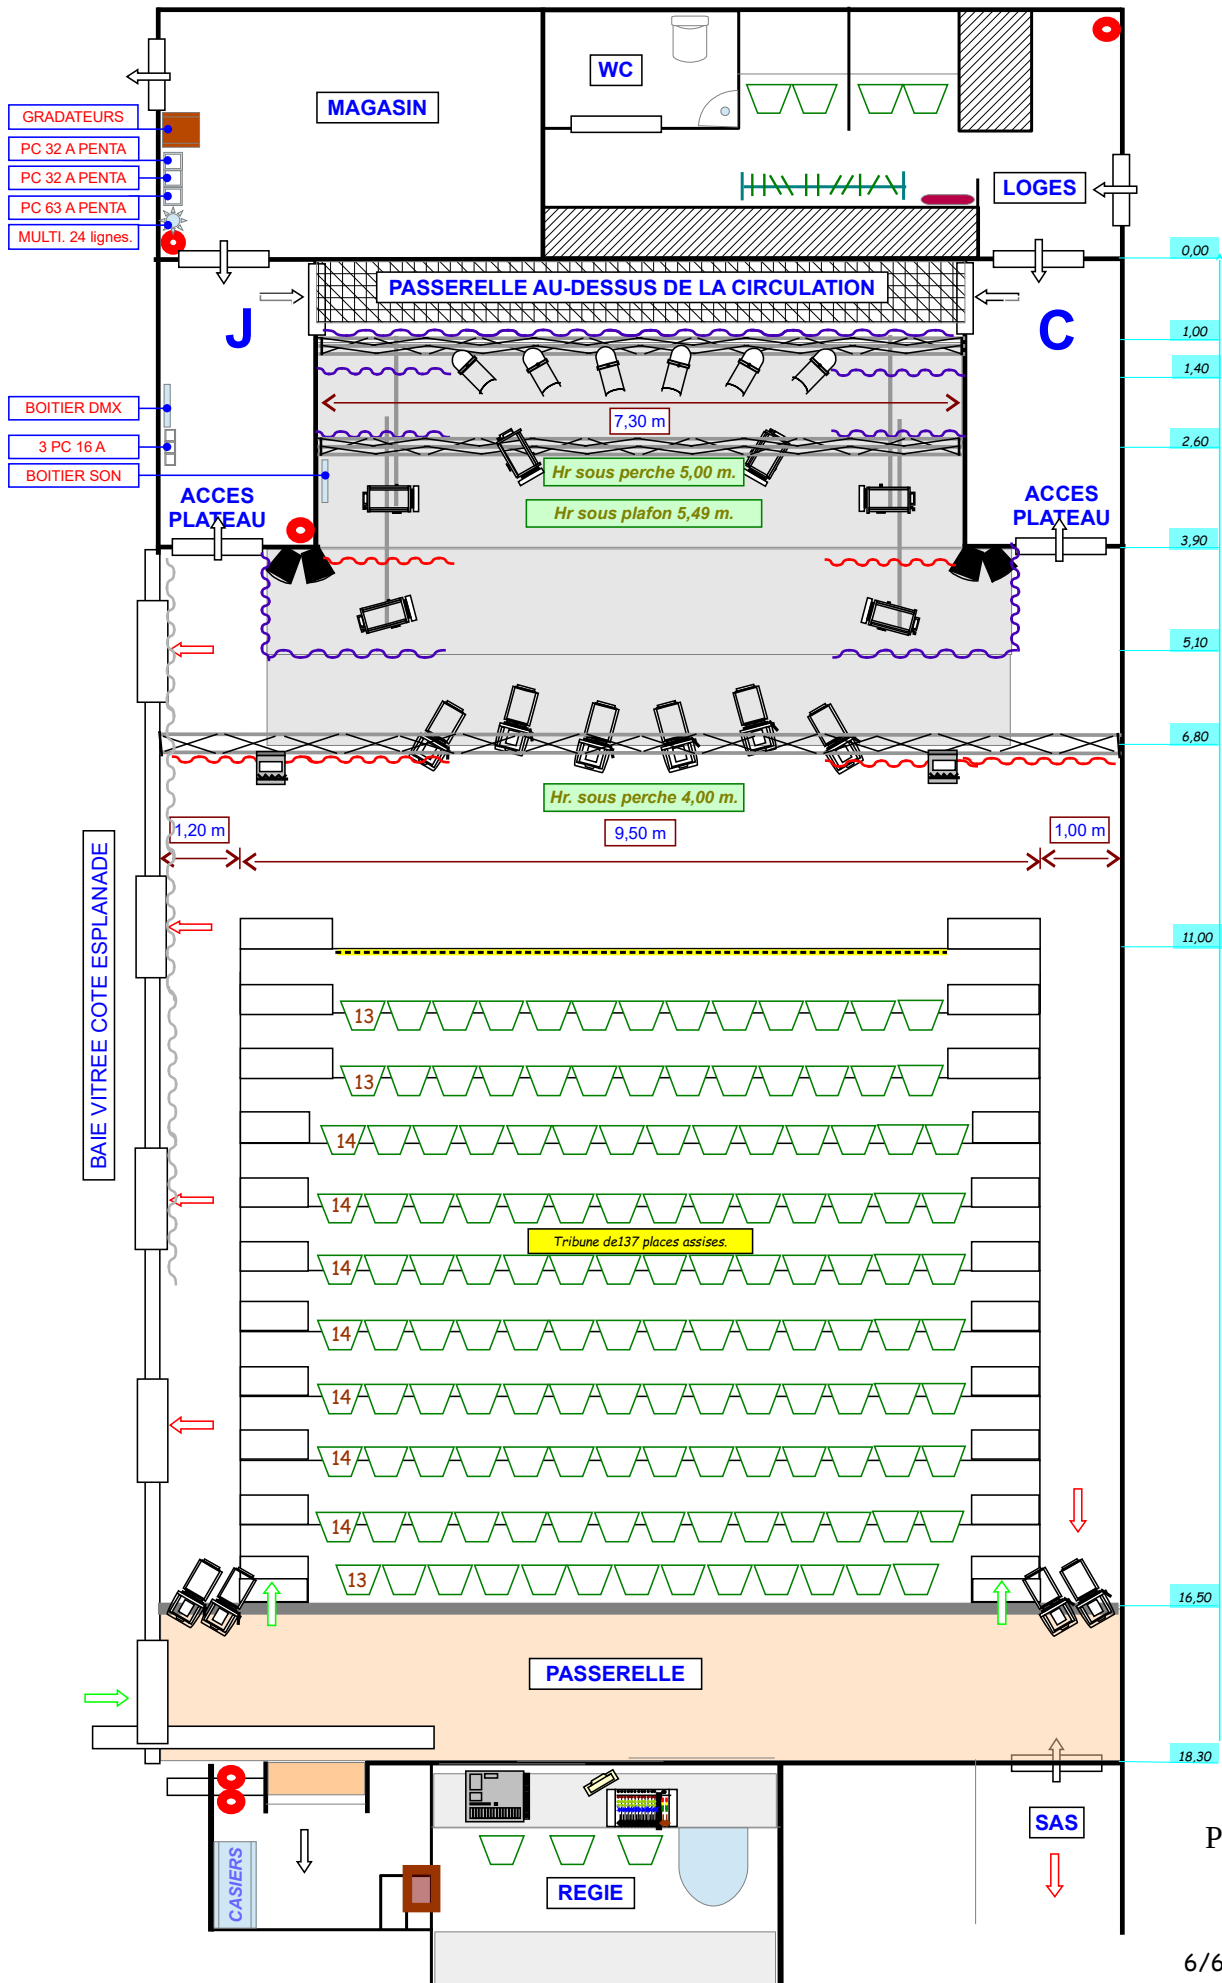 WC
MAGASIN
GRADATEURS
PC 32 A PENTA
PC 32 A PENTA
PC 63 A PENTA
MULTI. 24 lignes.
LOGES
0,00
PASSERELLE AU-DESSUS DE LA CIRCULATION
J
C
1,00
1,40
BOITIER DMX
7,30 m
3 PC 16 A
2,60
BOITIER SON
Hr sous perche 5,00 m.
ACCES
PLATEAU
Hr sous plafon 5,49 m.
ACCES
PLATEAU
3,90
5,10
6,80
Hr. sous perche 4,00 m.
1,20 m
9,50 m
1,00 m
BAIE VITREE COTE ESPLANADE
11,00
13
13
14
14
Tribune de137 places assises.
14
14
14
14
14
13
16,50
PASSERELLE
18,30
SAS
P
CASIERS
REGIE
6/6